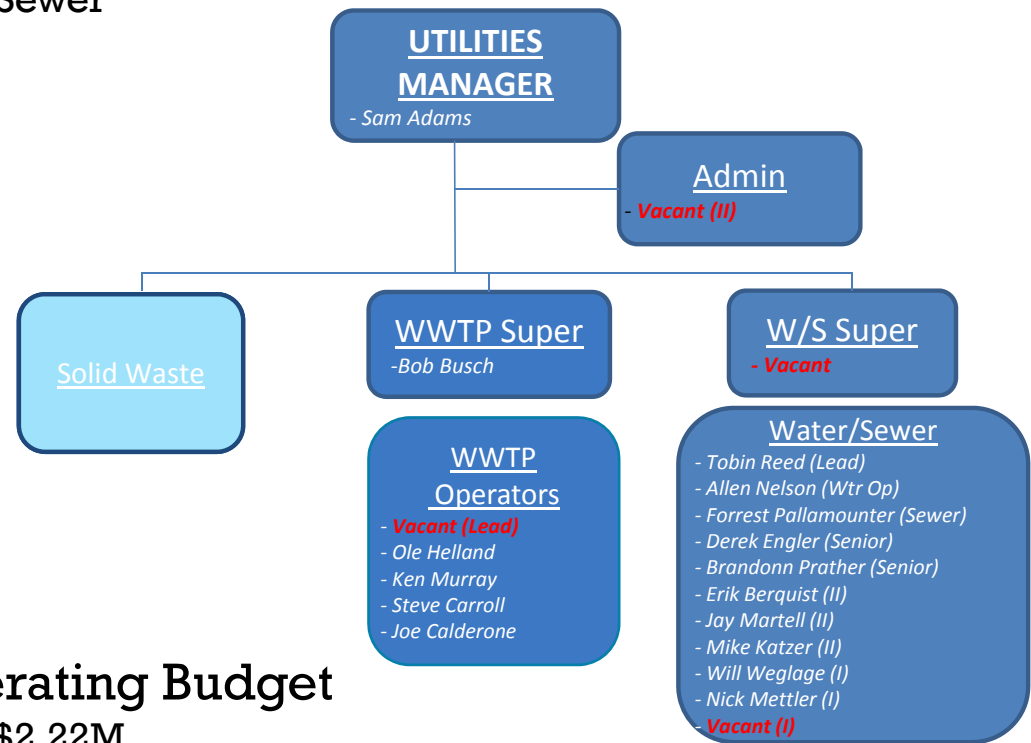 Sewer
UTILITIES
MANAGER
- Sam Adams
Admin
- Vacant (II)
Solid Waste
WWTP Super
-Bob Busch
W/S Super
- Vacant
WWTP
Operators
- Vacant (Lead)
- Ole Helland
- Ken Murray
- Steve Carroll
- Joe Calderone
Water/Sewer
- Tobin Reed (Lead)
- Allen Nelson (Wtr Op)
- Forrest Pallamounter (Sewer)
- Derek Engler (Senior)
- Brandonn Prather (Senior)
- Erik Berquist (II)
- Jay Martell (II)
- Mike Katzer (II)
- Will Weglage (I)
- Nick Mettler (I)
- Vacant (I)
erating Budget
$2.22M